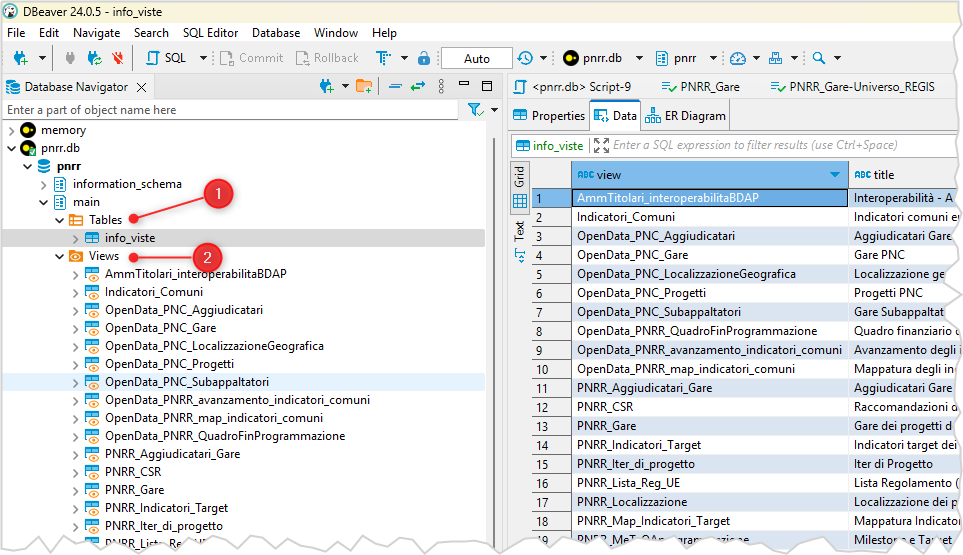 DBeaver 24.0.5 - info_viste
File Edit Navigate Search SQL Editor Database Window Help
SQL Commit Rollback T Auto pnrr.db pnrr
Database Navigator
<pnrr.db> Script-9 PNRR_Gare PNRR_Gare-Universo_REGIS
Enter a part of object name here
Properties Data ER Diagram
info_viste Enter a SQL expression to filter results (use Ctrl+Space)
memory
pnrr.db
pnrr
information_schema
main
Tables
1
info_viste
Views
2
AmmTitolari_interoperabilitaBDAP
Indicatori_Comuni
OpenData_PNC_Aggiudicatari
OpenData_PNC_Gare
OpenData_PNC_LocalizzazioneGeografica
OpenData_PNC_Progetti
OpenData_PNC_Subappaltatori
OpenData_PNRR_avanzamento_indicatori_comuni
OpenData_PNRR_map_indicatori_comuni
OpenData_PNRR_QuadroFinProgrammazione
PNRR_Aggiudicatari_Gare
PNRR_CSR
PNRR_Gare
PNRR_Indicatori_Target
PNRR_Iter_di_progetto
Grid
Text
ABC view ABC title
1 AmmTitolari_interoperabilitaBDAP Interoperabilità - A
2 Indicatori_Comuni Indicatori comuni e
3 OpenData_PNC_Aggiudicatari Aggiudicatari Gare
4 OpenData_PNC_Gare Gare PNC
5 OpenData_PNC_LocalizzazioneGeografica Localizzazione ge
6 OpenData_PNC_Progetti Progetti PNC
7 OpenData_PNC_Subappaltatori Gare Subappaltat
8 OpenData_PNRR_QuadroFinProgrammazione Quadro finanziario d
9 OpenData_PNRR_avanzamento_indicatori_comuni Avanzamento degli i
10 OpenData_PNRR_map_indicatori_comuni Mappatura degli in
11 PNRR_Aggiudicatari_Gare Aggiudicatari Gare
12 PNRR_CSR Raccomandazioni d
13 PNRR_Gare Gare dei progetti d
14 PNRR_Indicatori_Target Indicatori target dei
15 PNRR_Iter_di_progetto Iter di Progetto
16 PNRR_Lista_Reg_UE Lista Regolamento (
17 PNRR_Localizzazione Localizzazione dei p
18 PNRR_Map_Indicatori_Target Mappatura Indicator
19 Milestone e Target